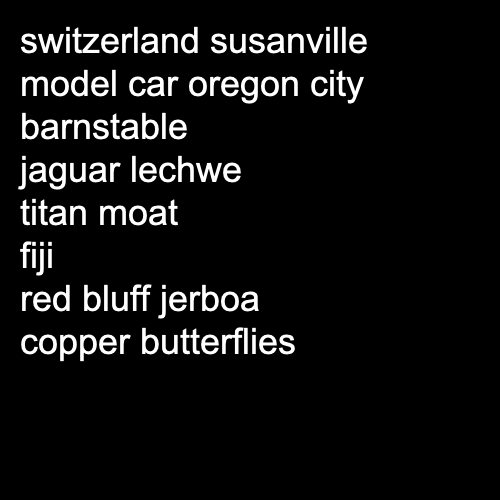 switzerland susanville
model car oregon city
barnstable
jaguar lechwe
titan moat
fiji
red bluff jerboa
copper butterflies